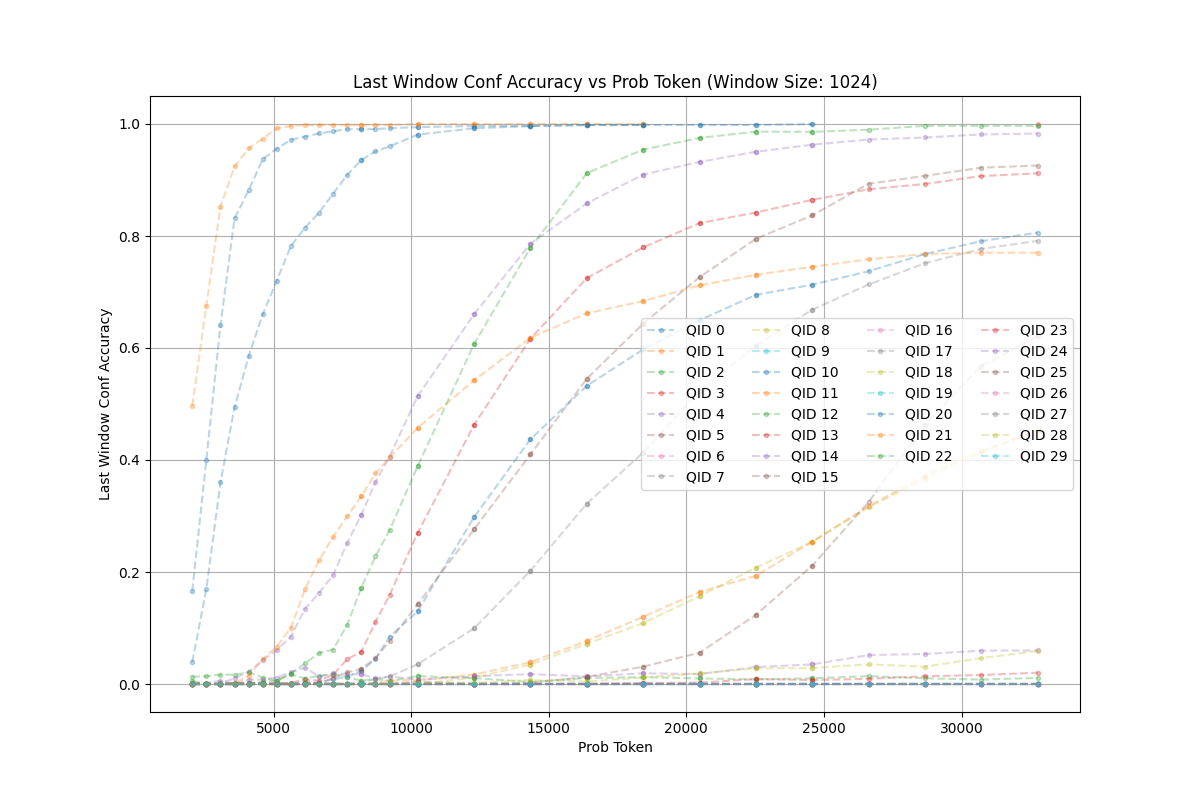 Last Window Conf Accuracy vs Prob Token (Window Size: 1024)
Last Window Conf Accuracy
1.0
0.8
0.6
0.4
0.2
0.0
QID 0 QID 8 QID 16 QID 23
QID 1 QID 9 QID 17 QID 24
QID 2 QID 10 QID 18 QID 25
QID 3 QID 11 QID 19 QID 26
QID 4 QID 12 QID 20 QID 27
QID 5 QID 13 QID 21 QID 28
QID 6 QID 14 QID 22 QID 29
QID 7 QID 15
5000 10000 15000 20000 25000 30000
Prob Token